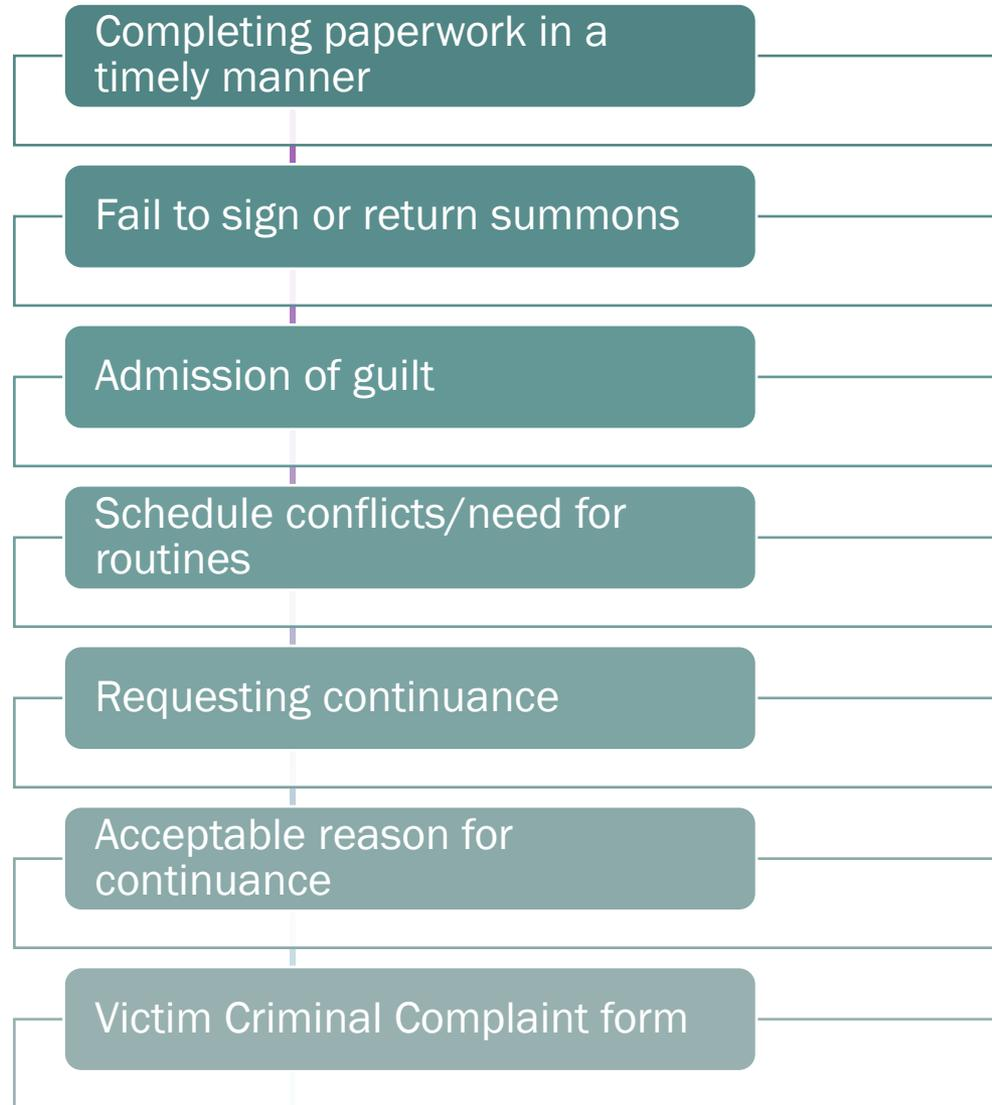 Completing paperwork in a
timely manner
Fail to sign or return summons
Admission of guilt
Schedule conflicts/need for
routines
Requesting continuance
Acceptable reason for
continuance
Victim Criminal Complaint form